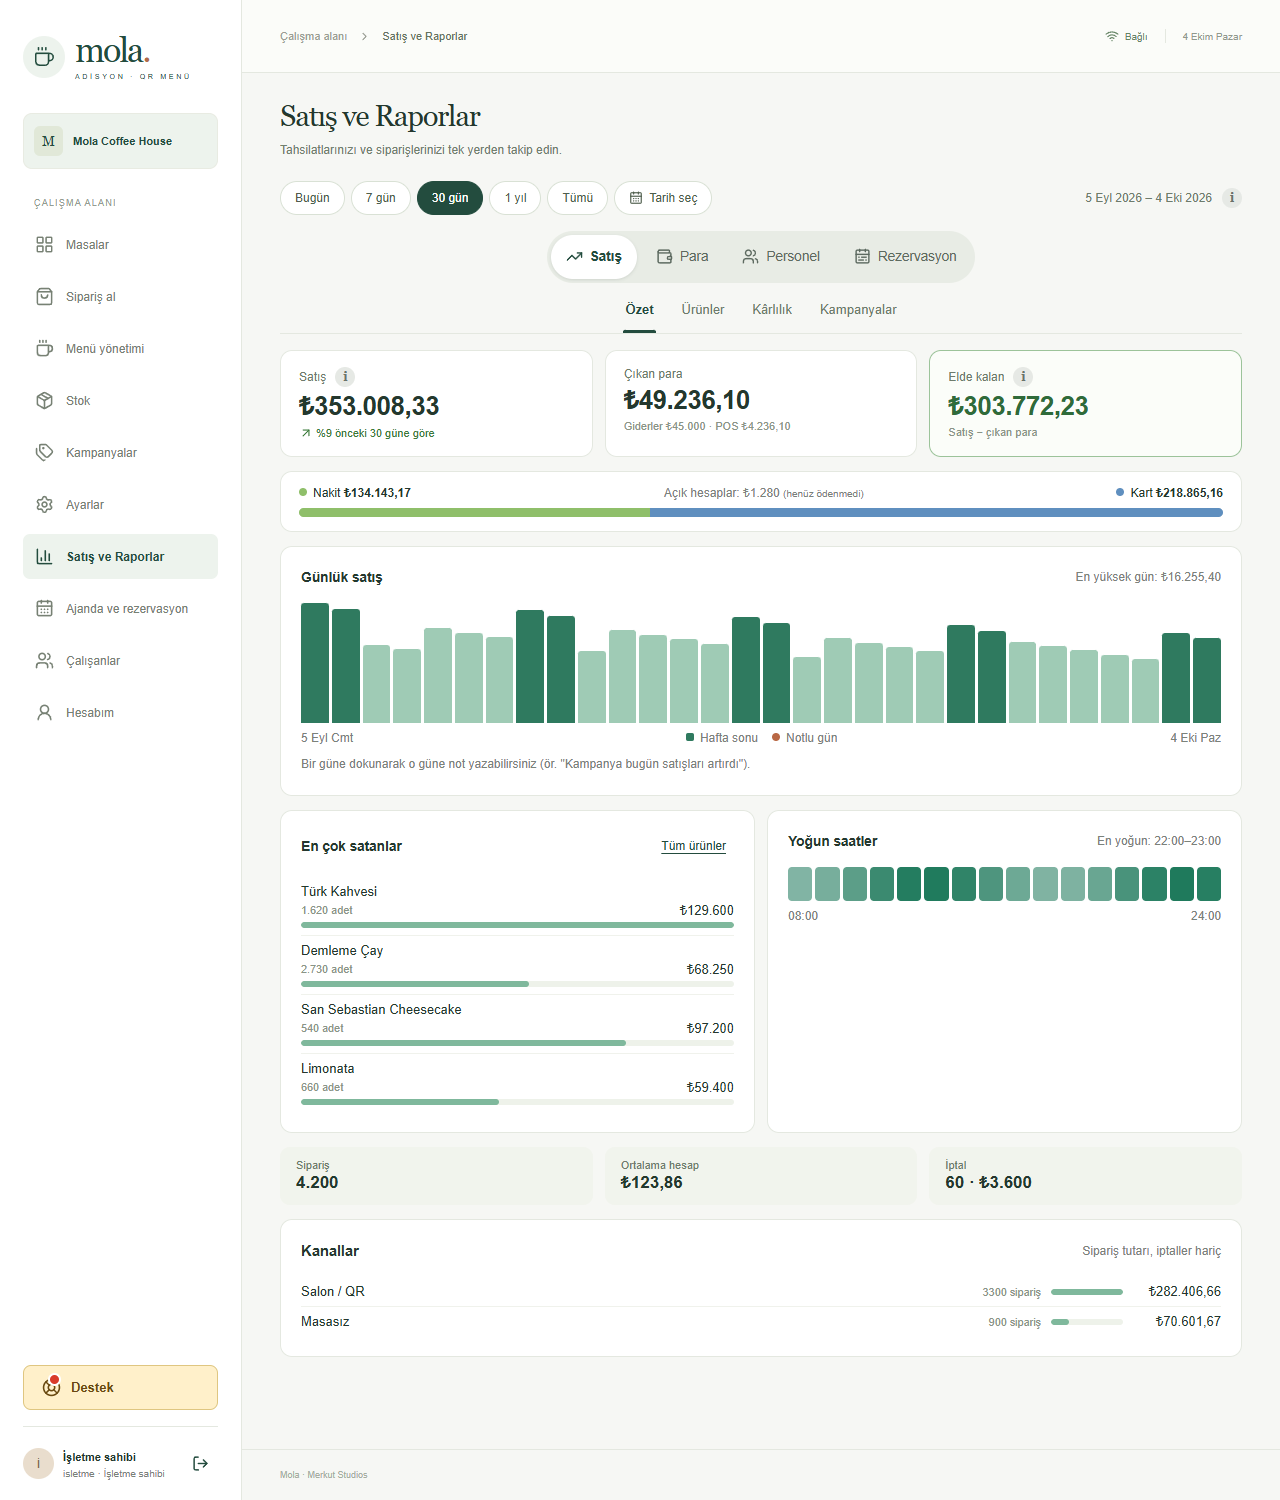 mola.
ADİSYON · QR MENÜ
M
Mola Coffee House
ÇALIŞMA ALANI
Masalar
Sipariş al
Menü yönetimi
Stok
Kampanyalar
Ayarlar
Satış ve Raporlar
Ajanda ve rezervasyon
Çalışanlar
Hesabım
Destek
İ
İşletme sahibi
isletme · İşletme sahibi
Çalışma alanı
Satış ve Raporlar
Bağlı
4 Ekim Pazar
Satış ve Raporlar
Tahsilatlarınızı ve siparişlerinizi tek yerden takip edin.
Bugün
7 gün
30 gün
1 yıl
Tümü
Tarih seç
5 Eyl 2026 – 4 Eki 2026
i
Satış
Para
Personel
Rezervasyon
Özet
Ürünler
Kârlılık
Kampanyalar
Satış
i
₺353.008,33
%9 önceki 30 güne göre
Çıkan para
₺49.236,10
Giderler ₺45.000 · POS ₺4.236,10
Elde kalan
i
₺303.772,23
Satış – çıkan para
Nakit ₺134.143,17
Açık hesaplar: ₺1.280 (henüz ödenmedi)
Kart ₺218.865,16
Günlük satış
En yüksek gün: ₺16.255,40
5 Eyl Cmt
Hafta sonu
Notlu gün
4 Eki Paz
Bir güne dokunarak o güne not yazabilirsiniz (ör. "Kampanya bugün satışları artırdı").
En çok satanlar
Tüm ürünler
Türk Kahvesi
1.620 adet
₺129.600
Demleme Çay
2.730 adet
₺68.250
San Sebastian Cheesecake
540 adet
₺97.200
Limonata
660 adet
₺59.400
Yoğun saatler
En yoğun: 22:00–23:00
08:00
24:00
Sipariş
4.200
Ortalama hesap
₺123,86
İptal
60 · ₺3.600
Kanallar
Sipariş tutarı, iptaller hariç
Salon / QR
3300 sipariş
₺282.406,66
Masasız
900 sipariş
₺70.601,67
Mola · Merkut Studios